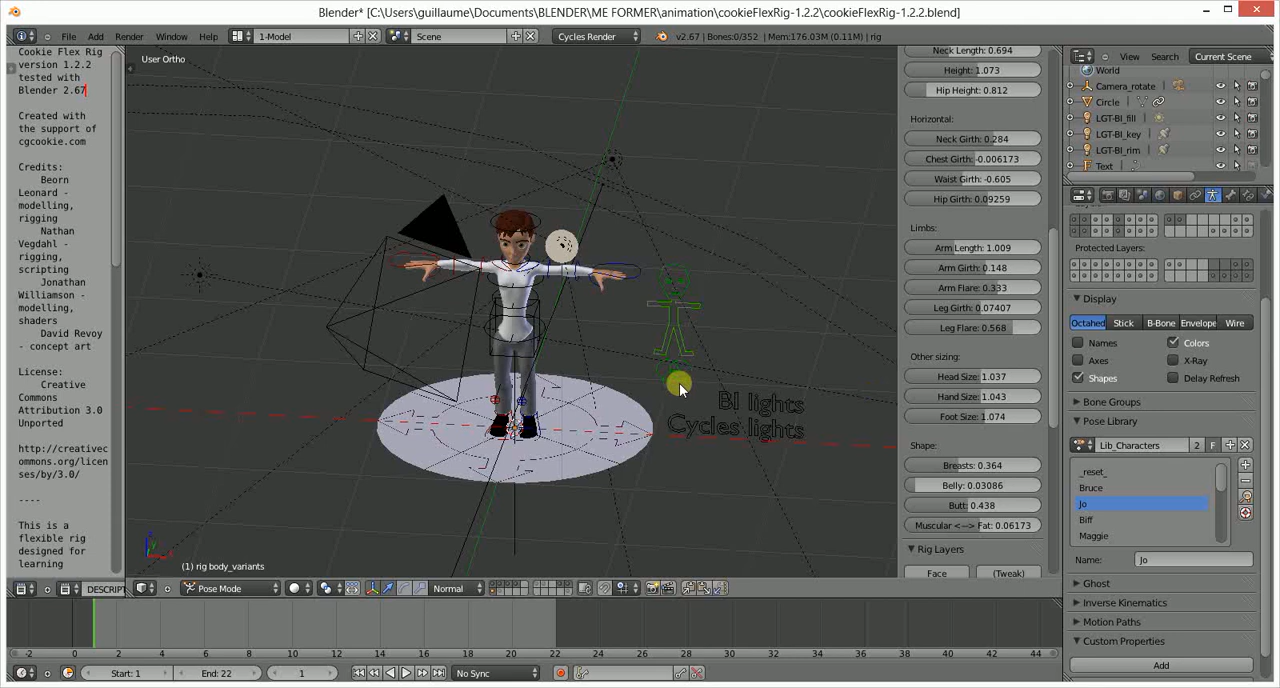 Blender* [C:\Users\guillaume\Documents\BLENDER\ME FORMER\animation\cookieFlexRig-1.2.2\cookieFlexRig-1.2.2.blend]
File Add Render Window Help 1-Model Scene Cycles Render v2.67 | Bones:0/352 | Mem:176.03M (0.11M) | rig
View Search Current Scene
Cookie Flex Rig
version 1.2.2
tested with
Blender 2.67
Created with
the support of
cgcookie.com
Credits:
Beorn
Leonard -
modelling,
rigging
Nathan
Vegdahl -
rigging,
scripting
Jonathan
Williamson -
modelling,
shaders
David Revoy
- concept art
License:
Creative
Commons
Attribution 3.0
Unported
http://creativec
ommons.org/licen
ses/by/3.0/
----
This is a
flexible rig
designed for
learning
User Ortho
BI lights
Cycles lights
(1) rig body_variants
Neck Length: 0.694
Height: 1.073
Hip Height: 0.812
Horizontal:
Neck Girth: 0.284
Chest Girth: -0.006173
Waist Girth: -0.605
Hip Girth: 0.09259
Limbs:
Arm Length: 1.009
Arm Girth: 0.148
Arm Flare: 0.333
Leg Girth: 0.07407
Leg Flare: 0.568
Other sizing:
Head Size: 1.037
Hand Size: 1.043
Foot Size: 1.074
Shape:
Breasts: 0.364
Belly: 0.03086
Butt: 0.438
Muscular <--> Fat: 0.06173
Rig Layers
Face (Tweak)
World
Camera_rotate
Circle
LGT-BI_fill
LGT-BI_key
LGT-BI_rim
Text
Protected Layers:
Display
Octahed Stick B-Bone Envelope Wire
Names Colors
Axes X-Ray
Shapes Delay Refresh
Bone Groups
Pose Library
Lib_Characters 2 F
_reset_
Bruce
Jo
Biff
Maggie
Name: Jo
Ghost
Inverse Kinematics
Motion Paths
Custom Properties
Add
DESCRIPT Pose Mode Normal
-2 0 2 4 6 8 10 12 14 16 18 20 22 24 26 28 30 32 34 36 38 40 42 44
Start: 1 End: 22 1 No Sync